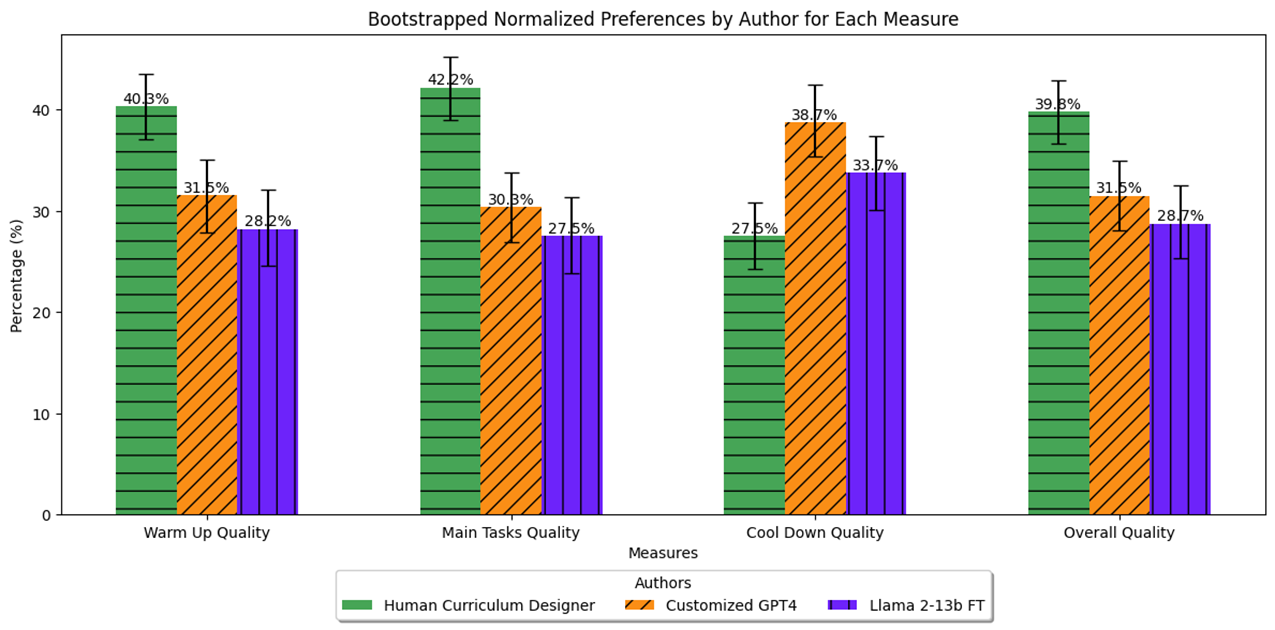 Bootstrapped Normalized Preferences by Author for Each Measure
Percentage (%)
40
30
20
10
0
40.3%
31.5%
28.2%
42.2%
30.3%
27.5%
27.5%
38.7%
33.7%
39.8%
31.5%
28.7%
Warm Up Quality
Main Tasks Quality
Cool Down Quality
Overall Quality
Measures
Authors
Human Curriculum Designer
Customized GPT4
Llama 2-13b FT